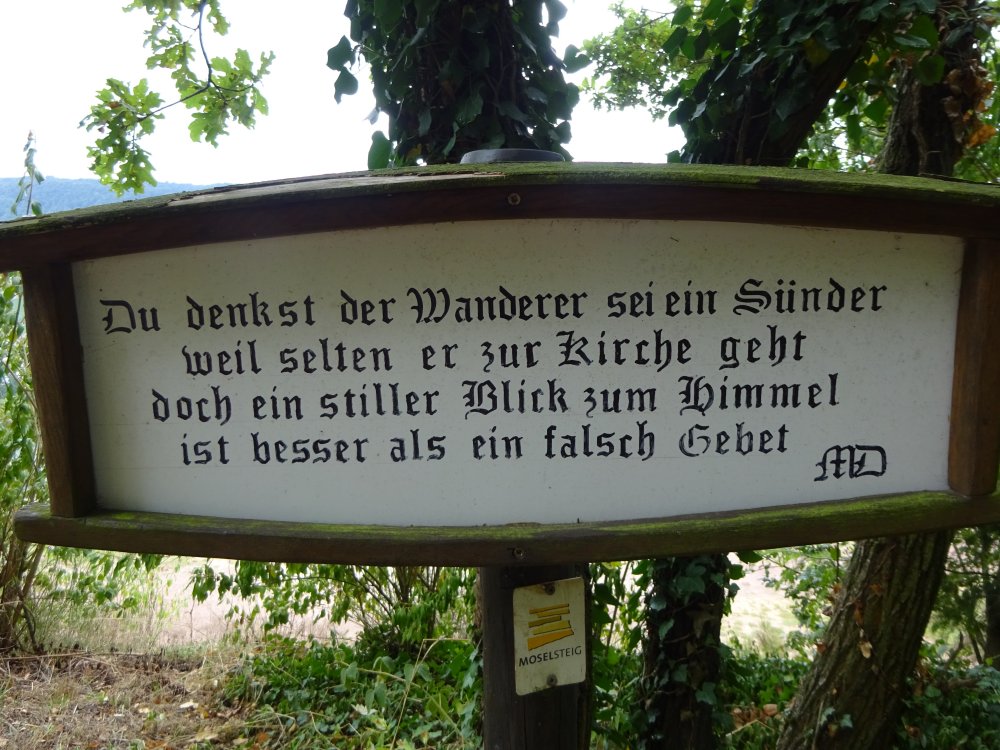 Du denkst der Wanderer sei ein Sünder
weil selten er zur Kirche geht
doch ein stiller Blick zum Himmel
ist besser als ein falsch Gebet
MD
MOSELSTEIG